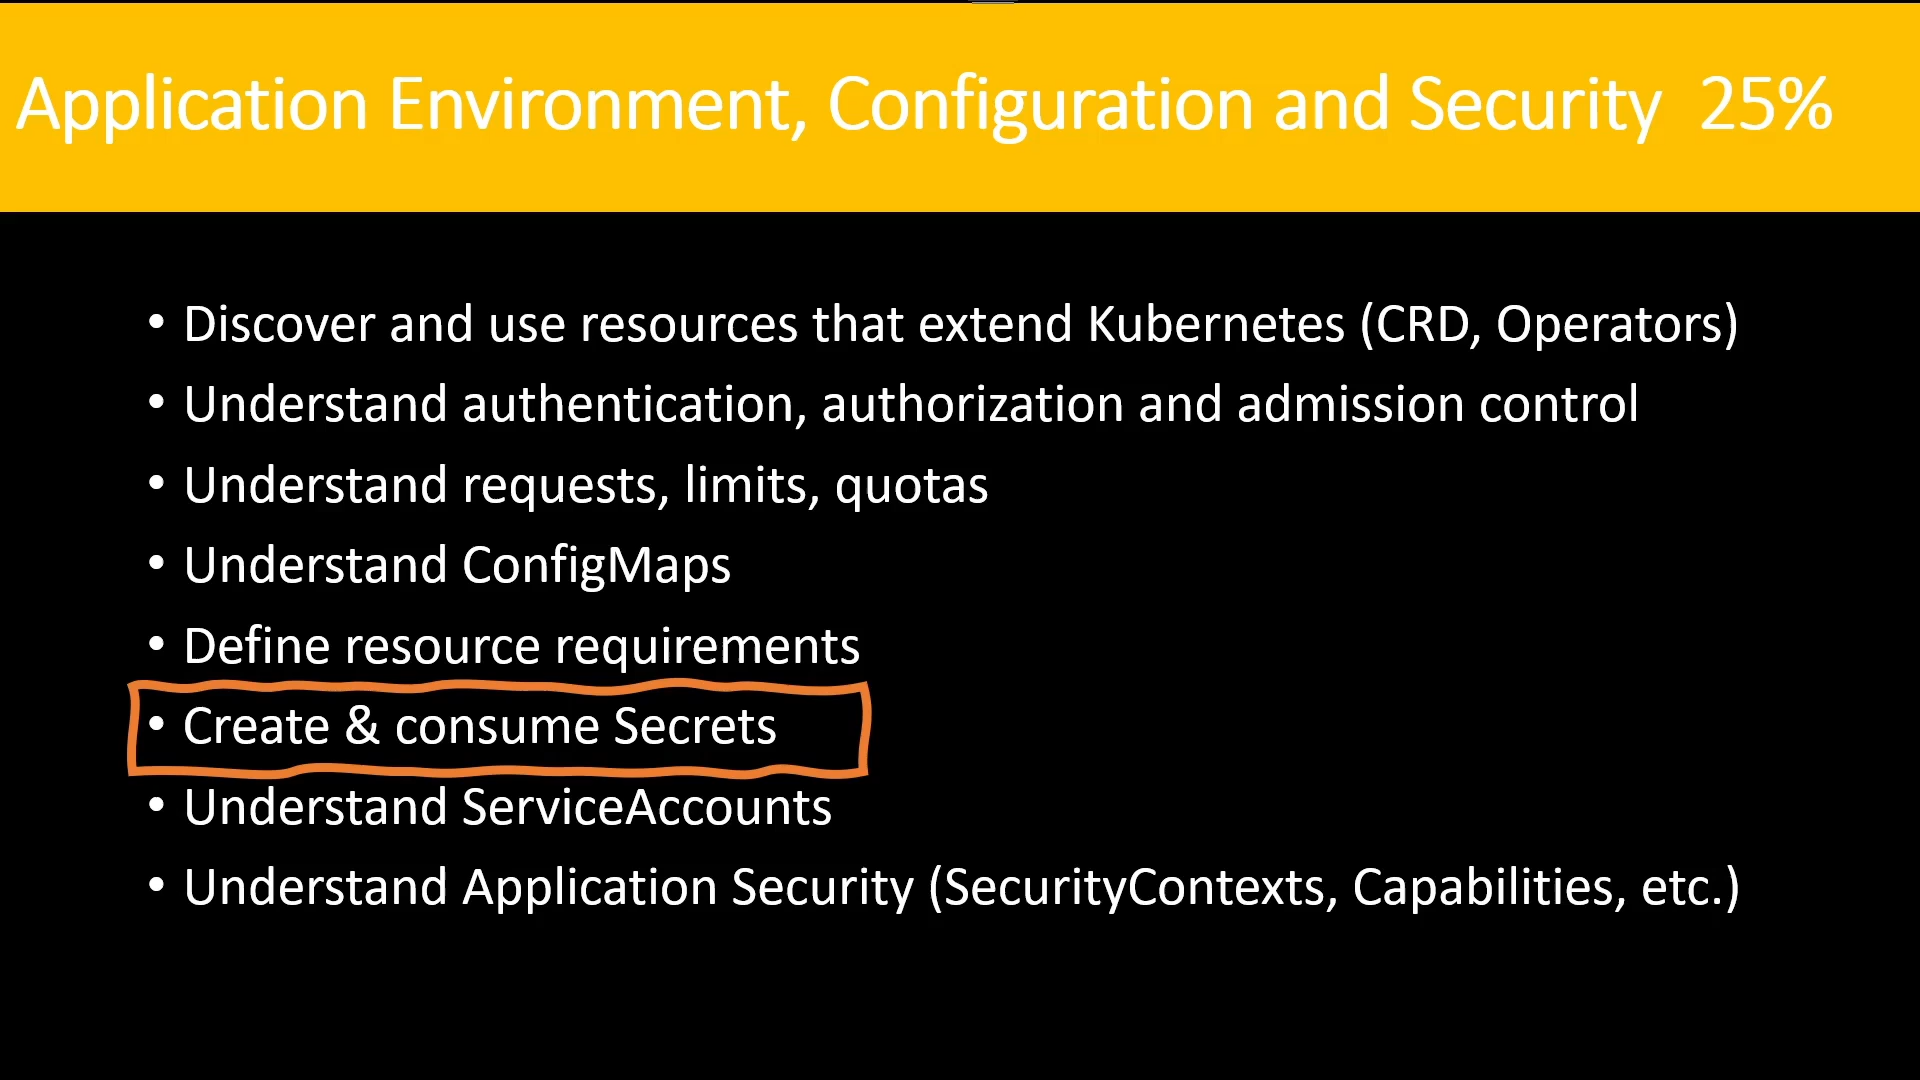 Application Environment, Configuration and Security 25%
• Discover and use resources that extend Kubernetes (CRD, Operators)
• Understand authentication, authorization and admission control
• Understand requests, limits, quotas
• Understand ConfigMaps
• Define resource requirements
• Create & consume Secrets
• Understand ServiceAccounts
• Understand Application Security (SecurityContexts, Capabilities, etc.)